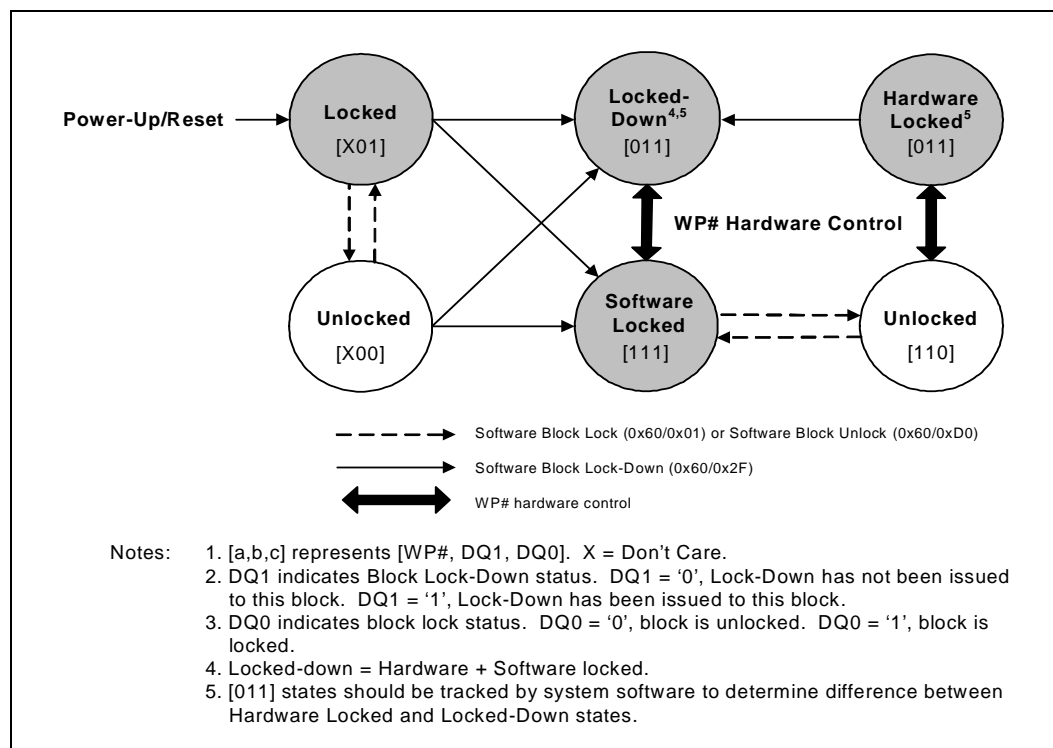 Power-Up/Reset
Locked
[X01]
Locked-
Down4,5
[011]
Hardware
Locked5
[011]
WP# Hardware Control
Unlocked
[X00]
Software
Locked
[111]
Unlocked
[110]
Software Block Lock (0x60/0x01) or Software Block Unlock (0x60/0xD0)
Software Block Lock-Down (0x60/0x2F)
WP# hardware control
Notes: 1. [a,b,c] represents [WP#, DQ1, DQ0]. X = Don't Care.
2. DQ1 indicates Block Lock-Down status. DQ1 = ‘0’, Lock-Down has not been issued
to this block. DQ1 = ‘1’, Lock-Down has been issued to this block.
3. DQ0 indicates block lock status. DQ0 = ‘0’, block is unlocked. DQ0 = ‘1’, block is
locked.
4. Locked-down = Hardware + Software locked.
5. [011] states should be tracked by system software to determine difference between
Hardware Locked and Locked-Down states.